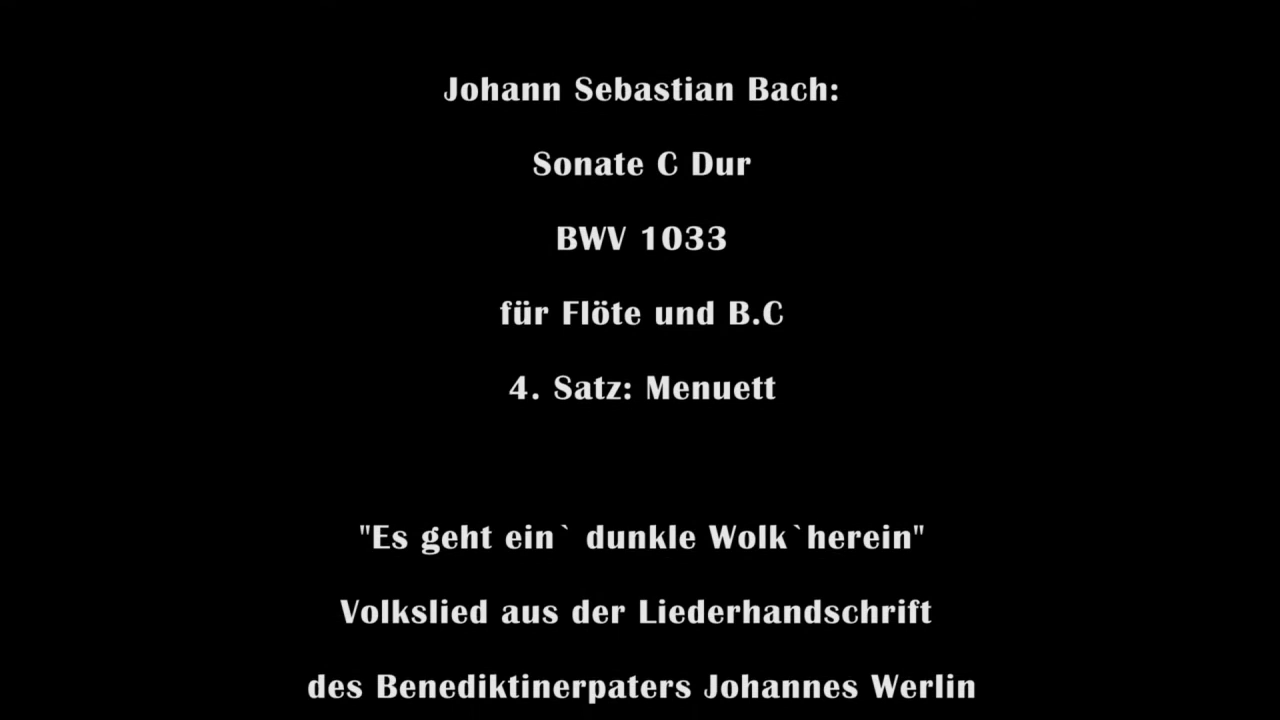 Johann Sebastian Bach:
Sonate C Dur
BWV 1033
für Flöte und B.C
4. Satz: Menuett
"Es geht ein` dunkle Wolk`herein"
Volkslied aus der Liederhandschrift
des Benediktinerpaters Johannes Werlin